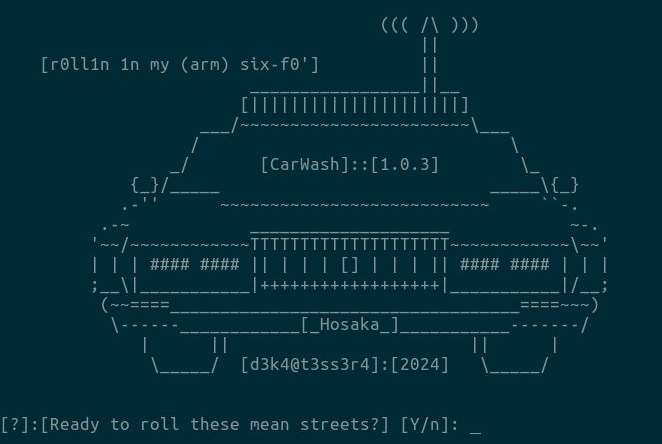 [r0ll1n 1n my (arm) six-f0']
[CarWash]::[1.0.3]
[_Hosaka_]
[d3k4@t3ss3r4]:[2024]
[?]:[Ready to roll these mean streets?] [Y/n]: _